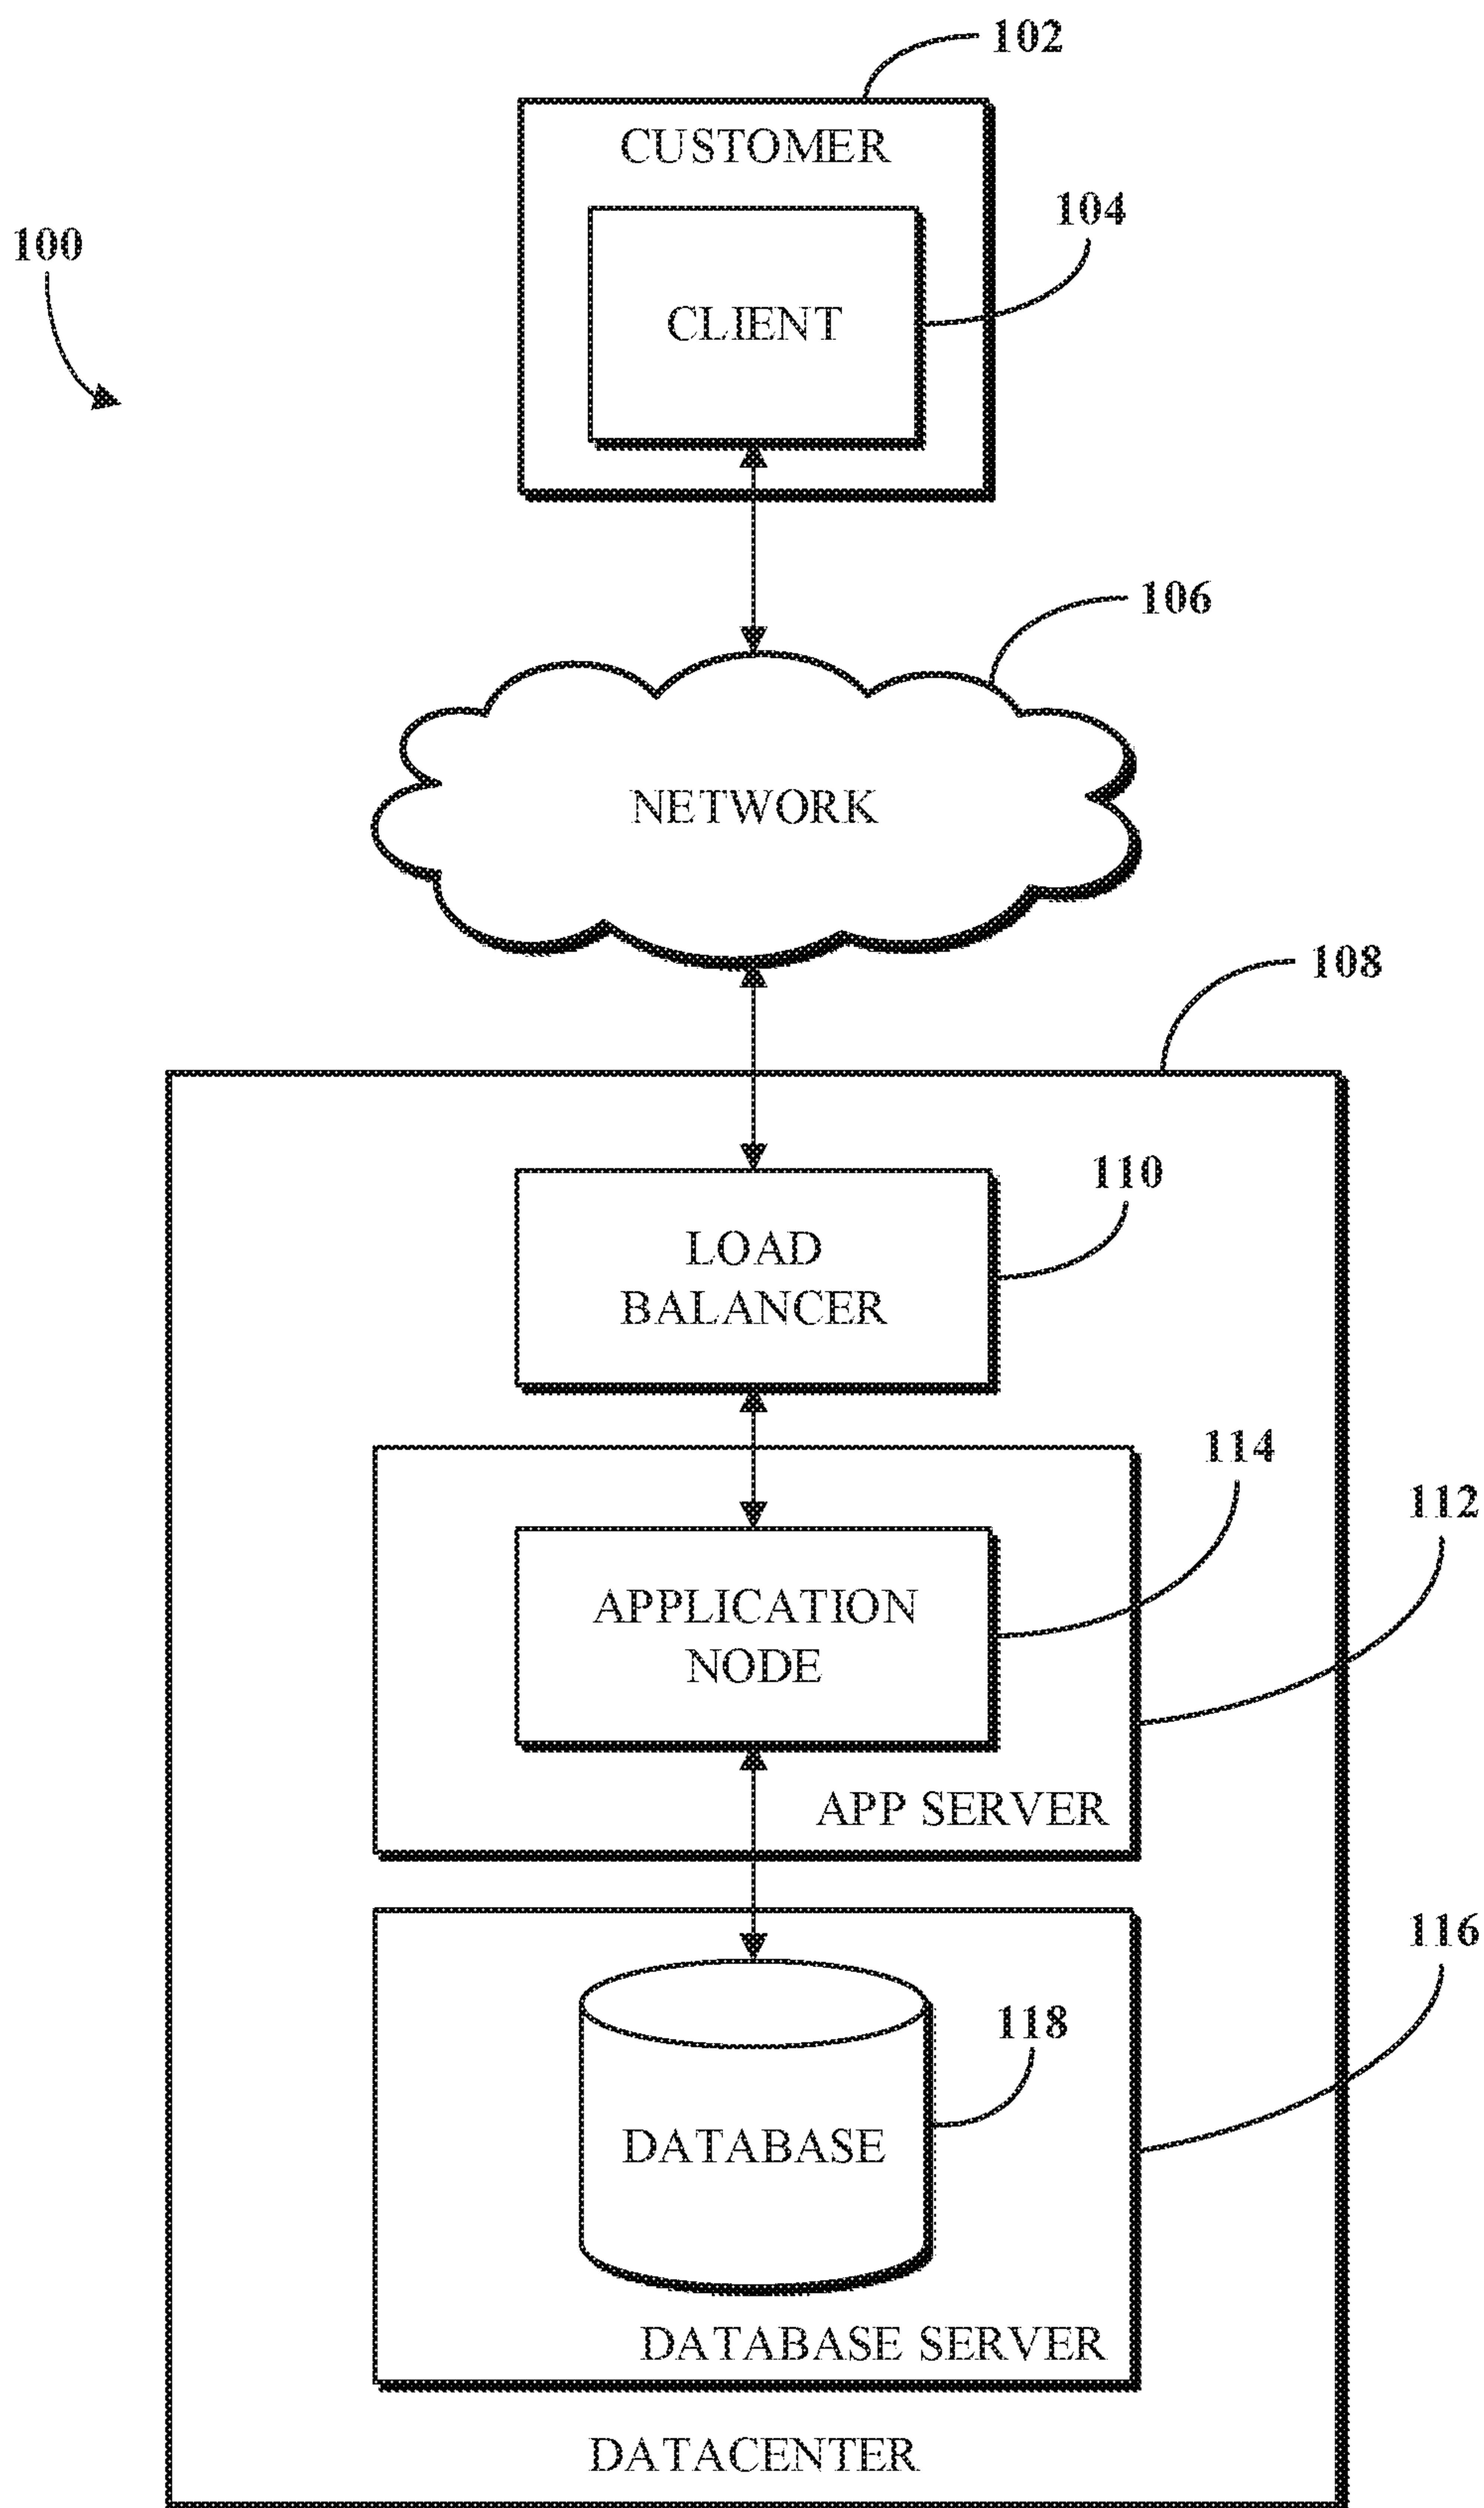 102
CUSTOMER
104
100
CLIENT
106
NETWORK
108
110
LOAD
BALANCER
114
112
APPLICATION
NODE
APP SERVER
116
118
DATABASE
DATABASE SERVER
DATACENTER